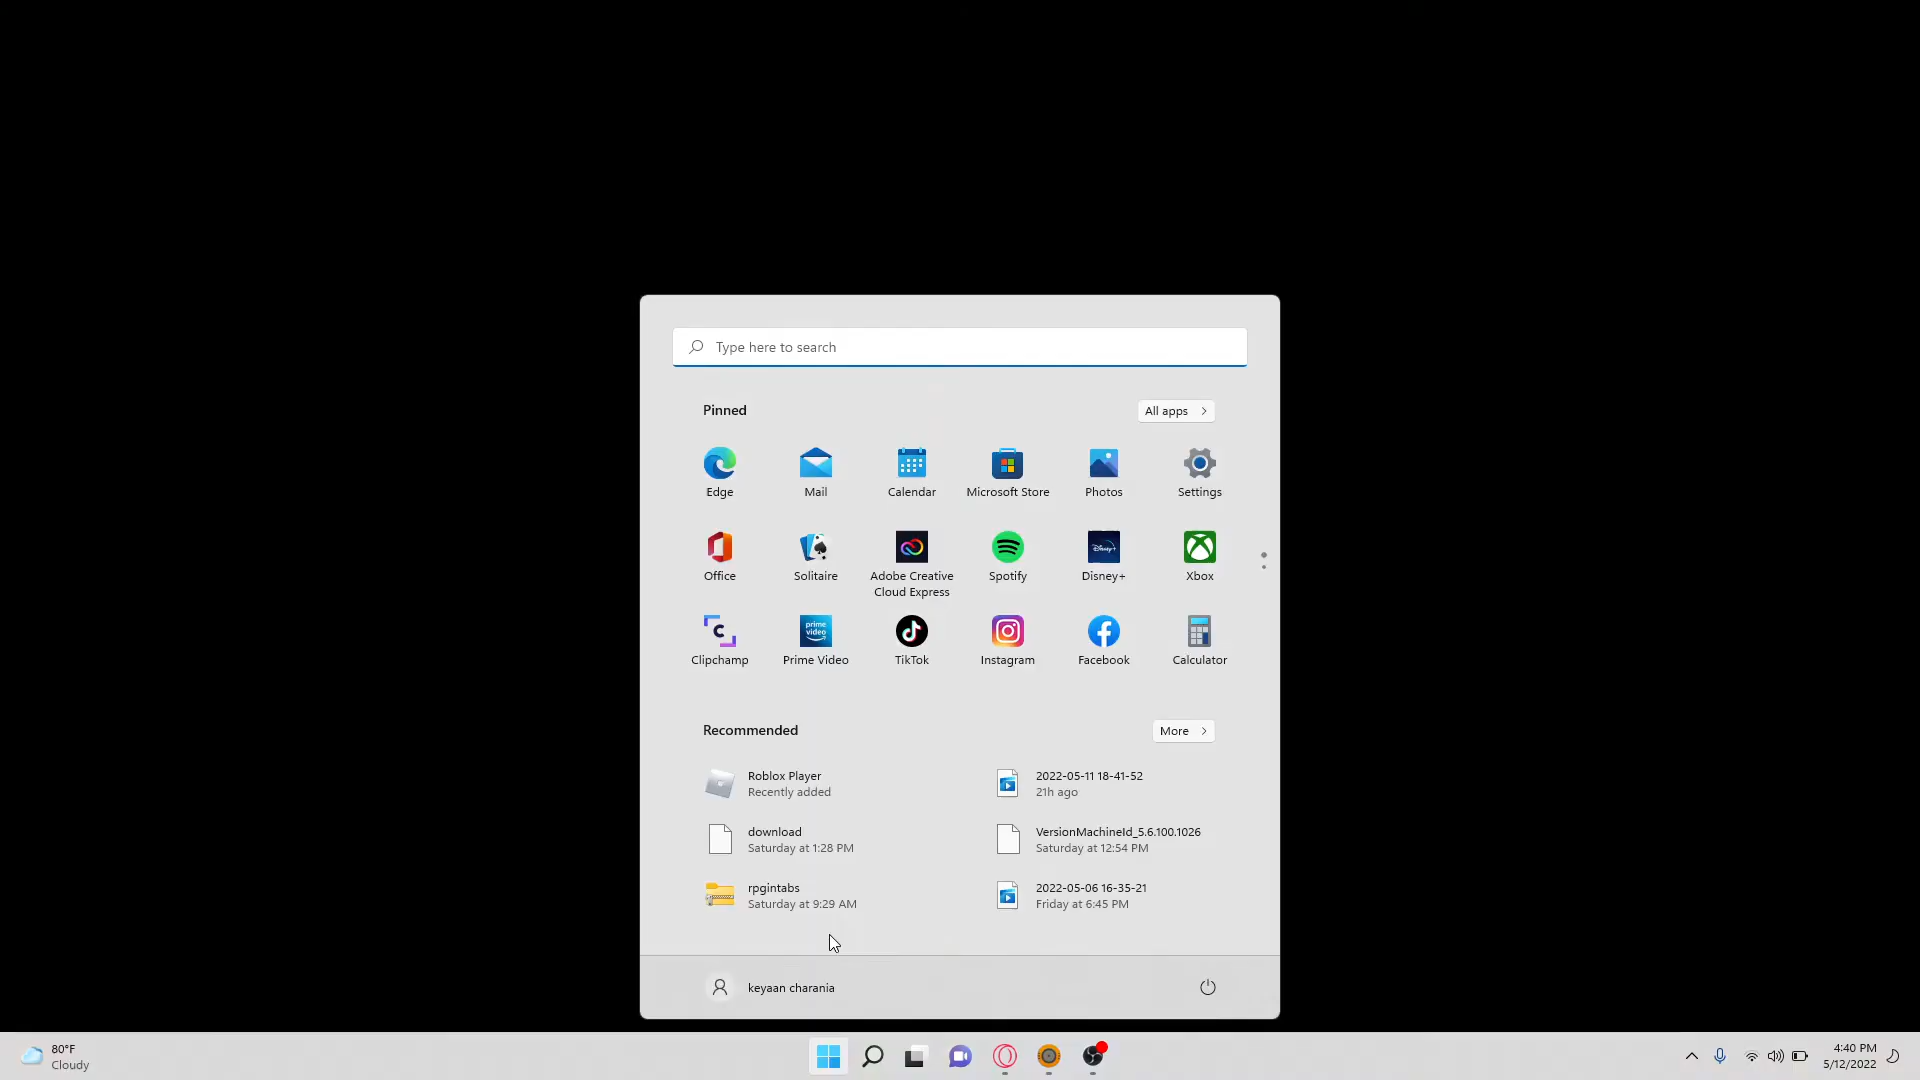 Type here to search
Pinned
All apps
Edge
Mail
Calendar
Microsoft Store
Photos
Settings
Office
Solitaire
Adobe Creative
Cloud Express
Spotify
Disney+
Disney+
Xbox
prime
video
Clipchamp
Prime Video
TikTok
Instagram
Facebook
Calculator
Recommended
More
Roblox Player
Recently added
2022-05-11 18-41-52
21h ago
download
Saturday at 1:28 PM
VersionMachineId_5.6.100.1026
Saturday at 12:54 PM
rpgintabs
Saturday at 9:29 AM
2022-05-06 16-35-21
Friday at 6:45 PM
keyaan charania
80°F
Cloudy
4:40 PM
5/12/2022